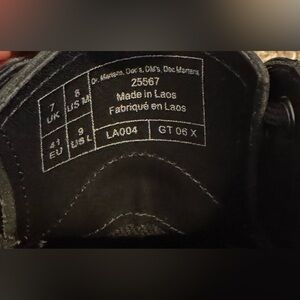 Dr. Martens, Doc's, DM's, Doc Martens
25567
Made in Laos
Fabriqué en Laos
7 UK
8 US M
41 EU
9 US L
LA004
GT 06 X